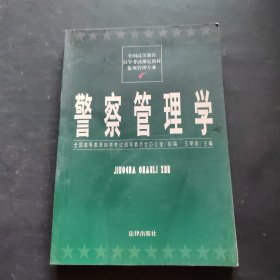 全国高等教育
自学考试指定教材
监所管理专业
警察管理学
全国高等教育自学考试指导委员会办公室/组编 王明泉/主编
JINGCHA GUANLI XUE
法律出版社